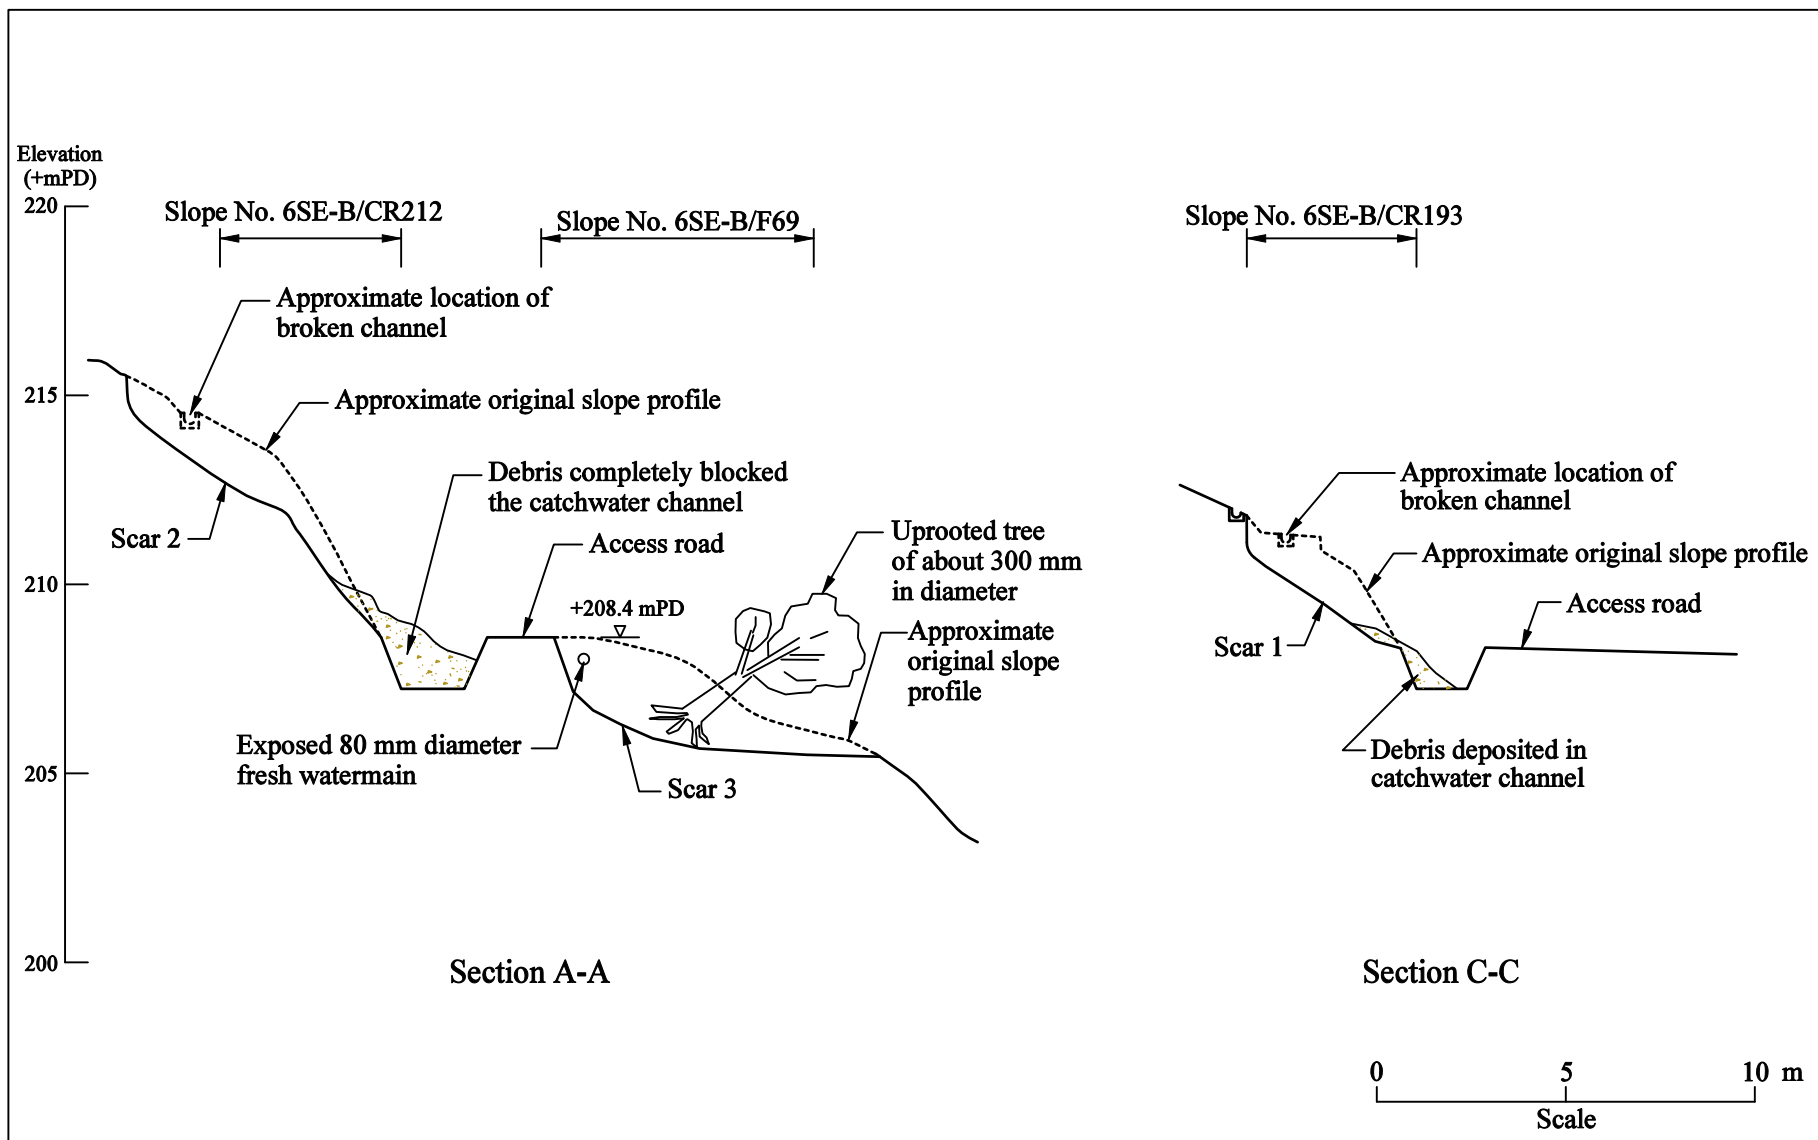 Elevation
(+mPD)
220
215
210
205
200
Slope No. 6SE-B/CR212
Slope No. 6SE-B/F69
Approximate location of
broken channel
Approximate original slope profile
Debris completely blocked
the catchwater channel
Scar 2
Access road
Uprooted tree
of about 300 mm
in diameter
+208.4 mPD
Approximate
original slope
profile
Exposed 80 mm diameter
fresh watermain
Scar 3
Section A-A
Slope No. 6SE-B/CR193
Approximate location of
broken channel
Approximate original slope profile
Access road
Scar 1
Debris deposited in
catchwater channel
Section C-C
0 5 10 m
Scale